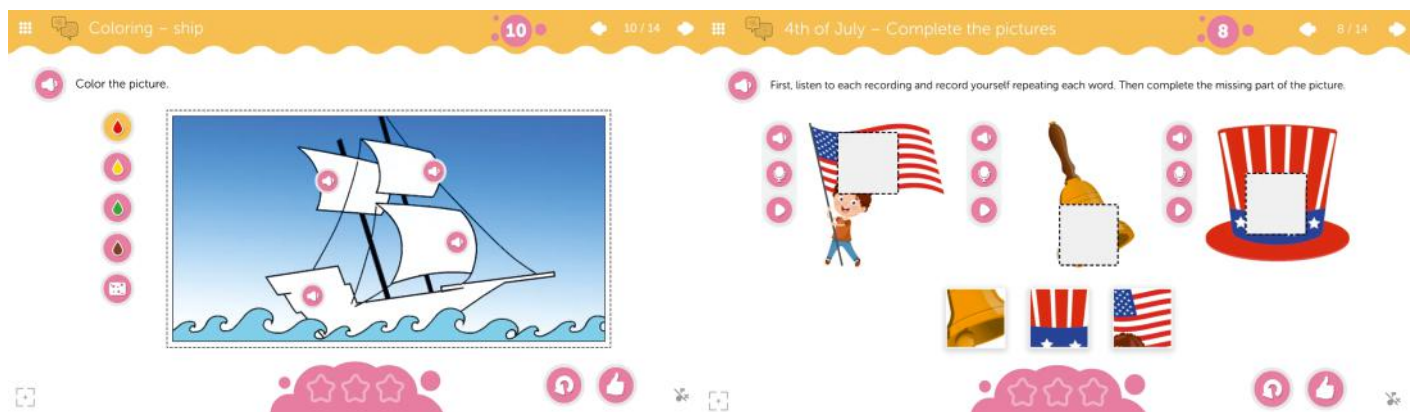 Coloring – ship
10
10 / 14
Color the picture.
4th of July – Complete the pictures
8
8 / 14
First, listen to each recording and record yourself repeating each word. Then complete the missing part of the picture.